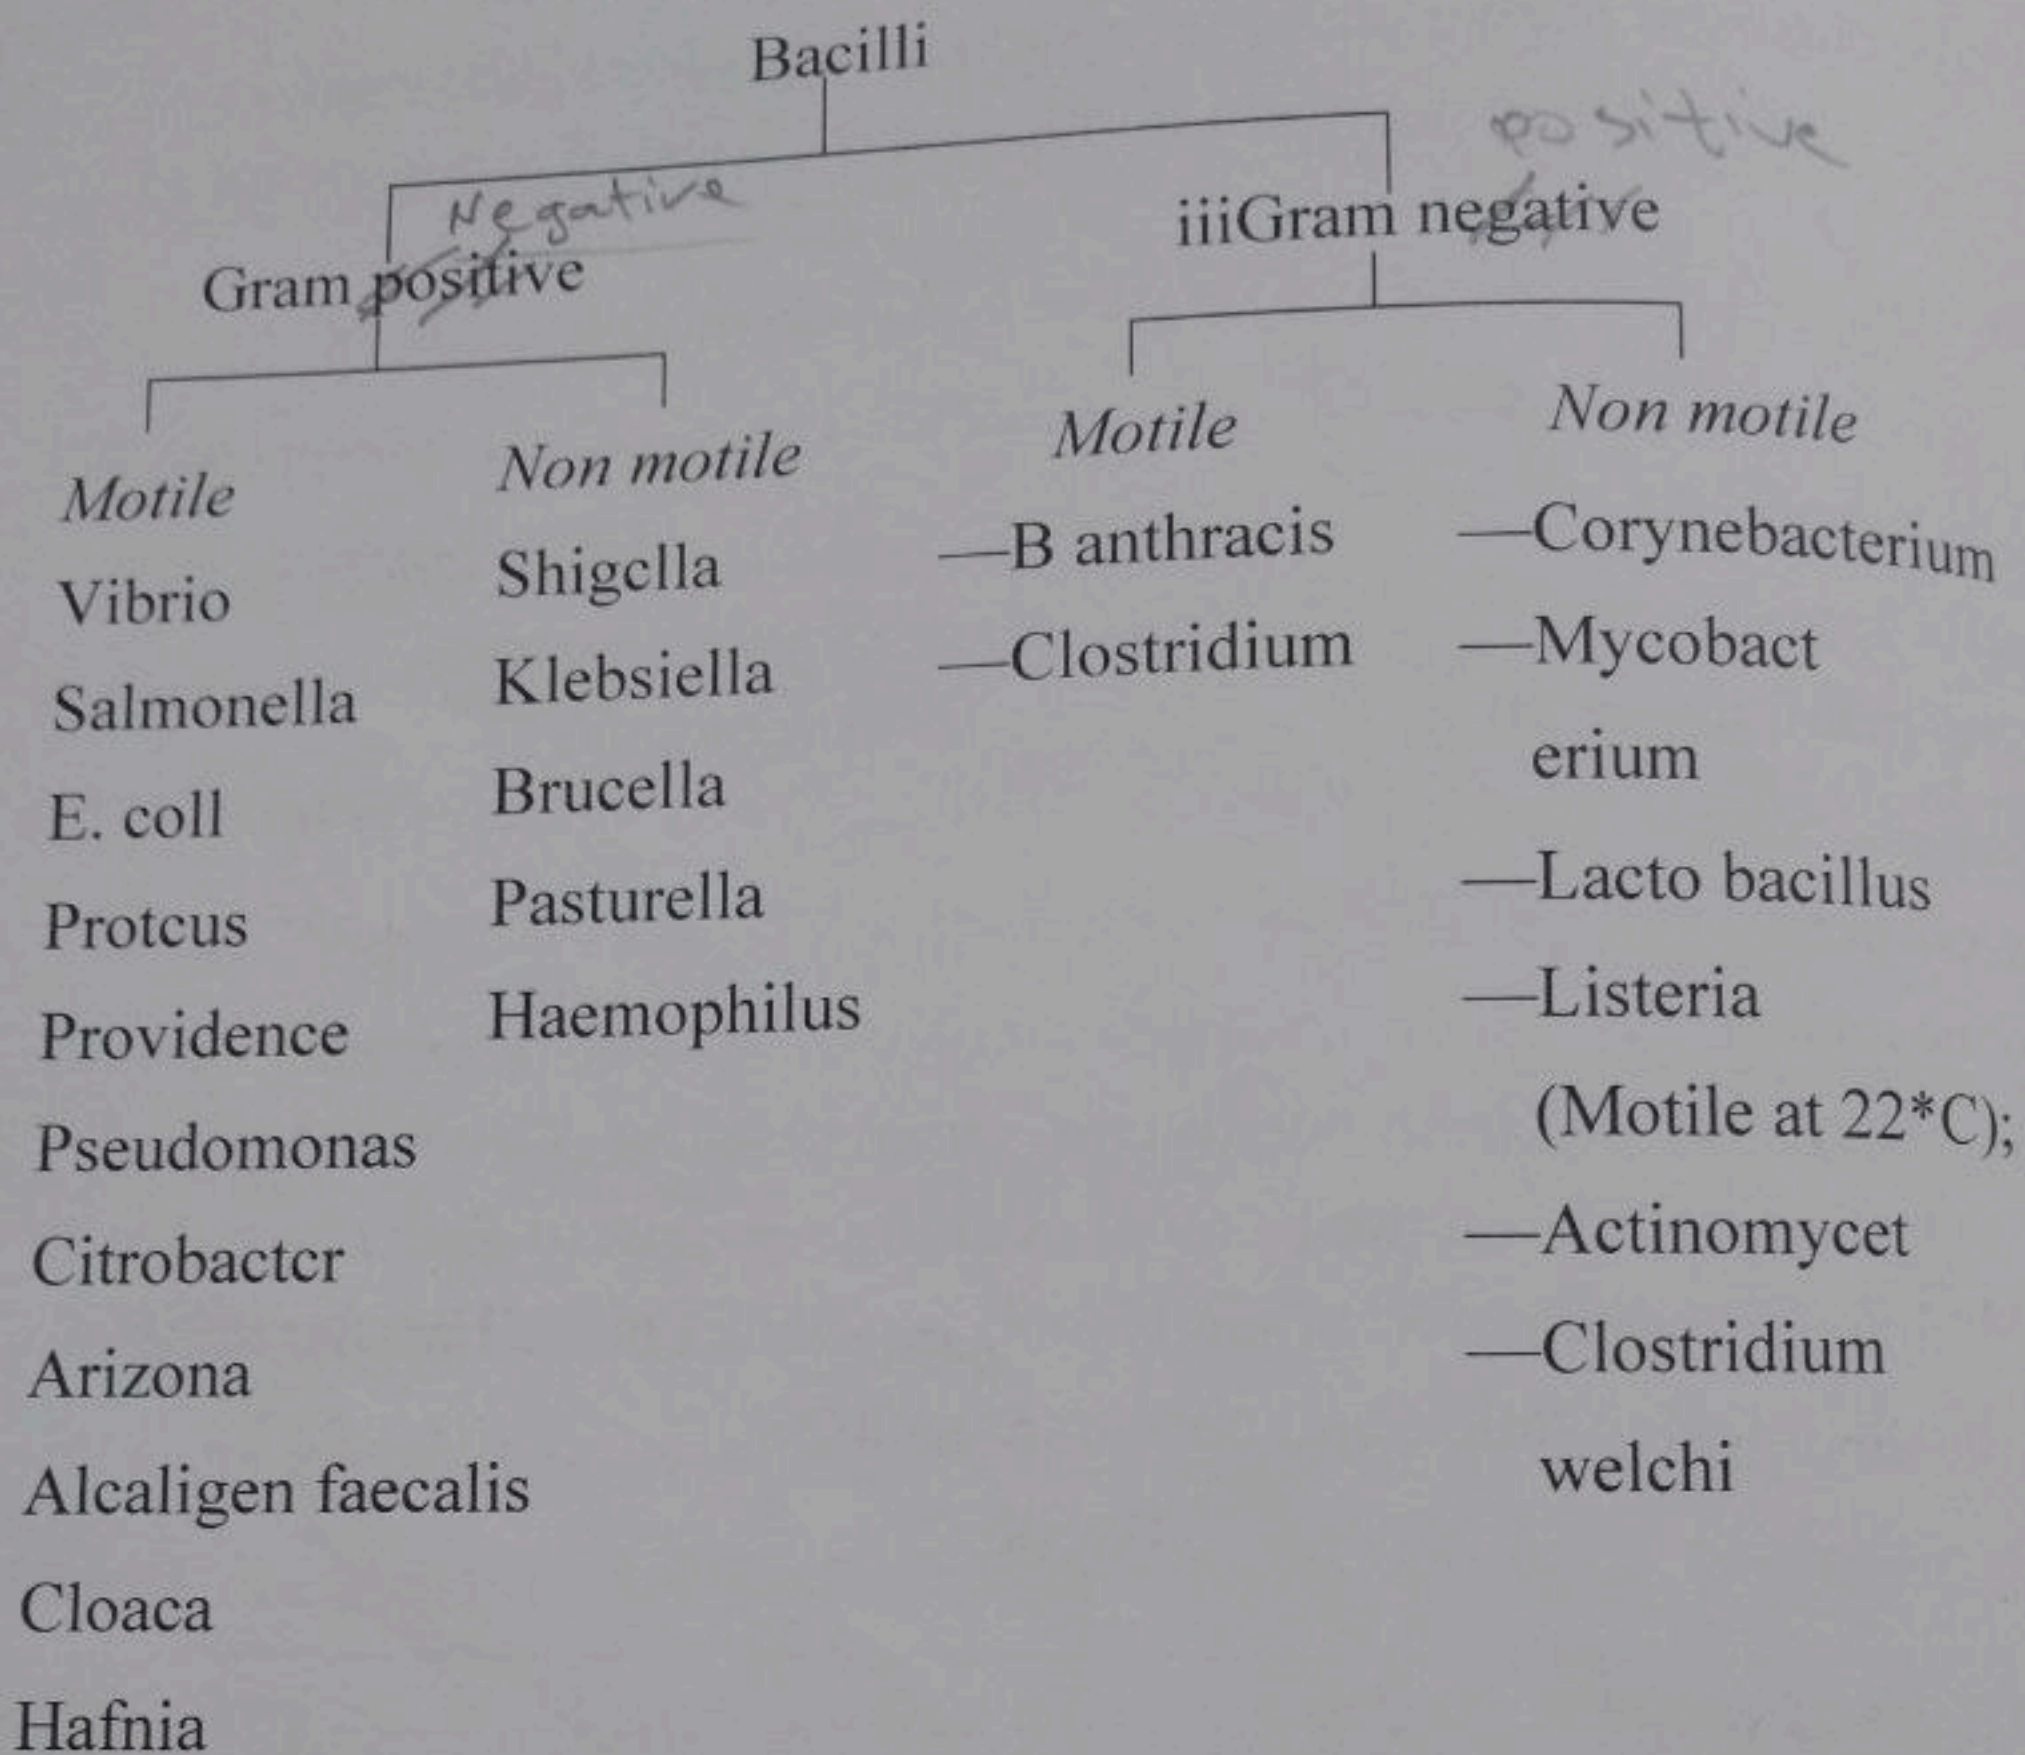 Bacilli
positive
Negative
iiiGram negative
Gram positive
Motile
Non motile
Motile
Non motile
Vibrio
Salmonella
E. coll
Protcus
Providence
Pseudomonas
Citrobactcr
Arizona
Alcaligen faecalis
Cloaca
Hafnia
Shigclla
Klebsiella
Brucella
Pasturella
Haemophilus
—B anthracis
—Clostridium
—Corynebacterium
—Mycobact
erium
—Lacto bacillus
—Listeria
(Motile at 22*C);
—Actinomycet
—Clostridium
welchi